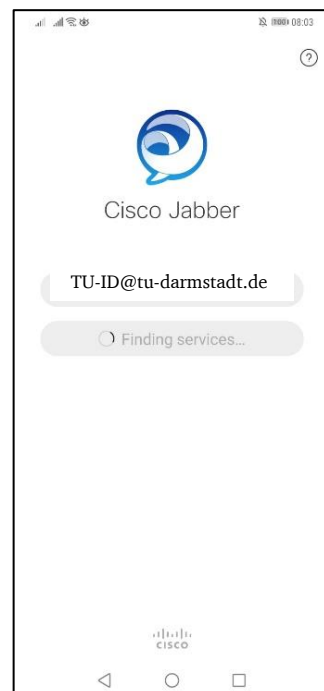 08:03
?
Cisco Jabber
TU-ID@tu-darmstadt.de
Finding services...
CISCO